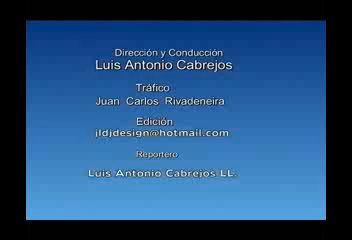 Dirección y Conducción
Luis Antonio Cabrejos
Tráfico
Juan Carlos Rivadeneira
Edición
jldjdesign@hotmail.com
Reportero
Luis Antonio Cabrejos LL.